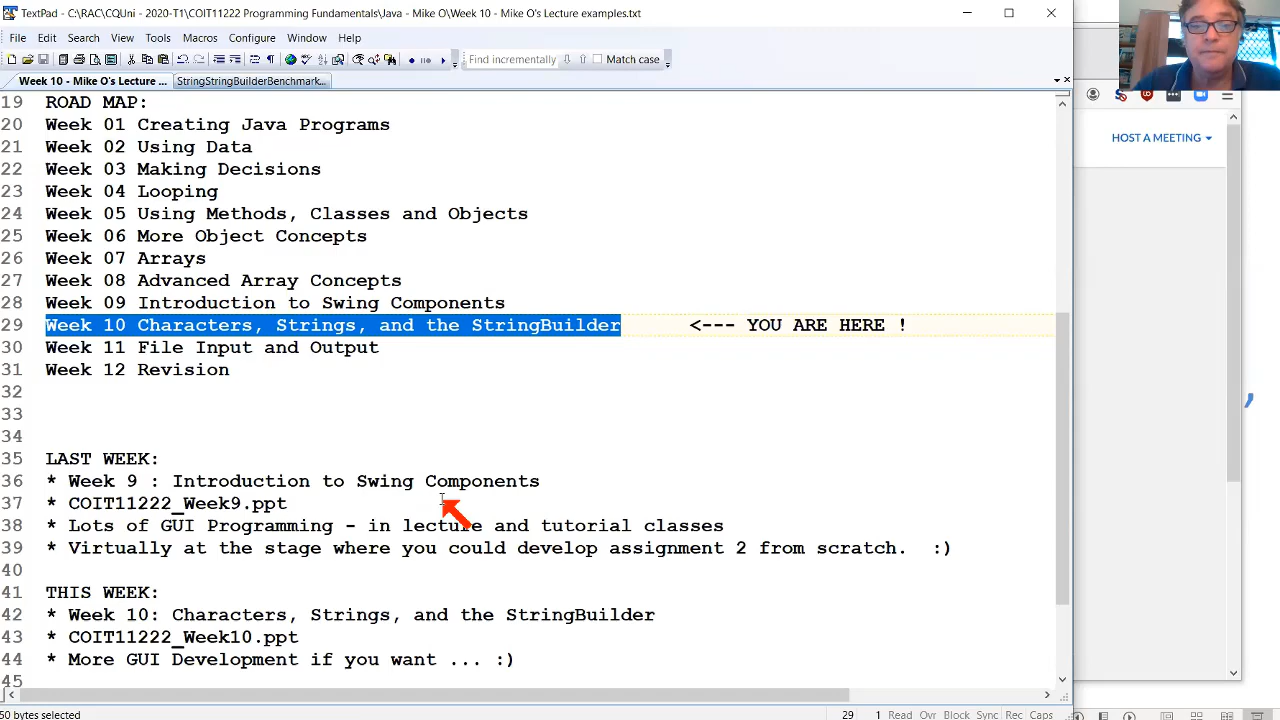 TextPad - C:\RAC\CQUni - 2020-T1\COIT11222 Programming Fundamentals\Java - Mike O\Week 10 - Mike O's Lecture examples.txt
File Edit Search View Tools Macros Configure Window Help
Find incrementally Match case
Week 10 - Mike O's Lecture ... StringStringBuilderBenchmark...
HOST A MEETING
19 ROAD MAP:
20 Week 01 Creating Java Programs
21 Week 02 Using Data
22 Week 03 Making Decisions
23 Week 04 Looping
24 Week 05 Using Methods, Classes and Objects
25 Week 06 More Object Concepts
26 Week 07 Arrays
27 Week 08 Advanced Array Concepts
28 Week 09 Introduction to Swing Components
29 Week 10 Characters, Strings, and the StringBuilder <--- YOU ARE HERE !
30 Week 11 File Input and Output
31 Week 12 Revision
32
33
34
35 LAST WEEK:
36 * Week 9 : Introduction to Swing Components
37 * COIT11222_Week9.ppt
38 * Lots of GUI Programming - in lecture and tutorial classes
39 * Virtually at the stage where you could develop assignment 2 from scratch. :)
40
41 THIS WEEK:
42 * Week 10: Characters, Strings, and the StringBuilder
43 * COIT11222_Week10.ppt
44 * More GUI Development if you want ... :)
45
50 bytes selected 29 1 Read Ovr Block Sync Rec Caps